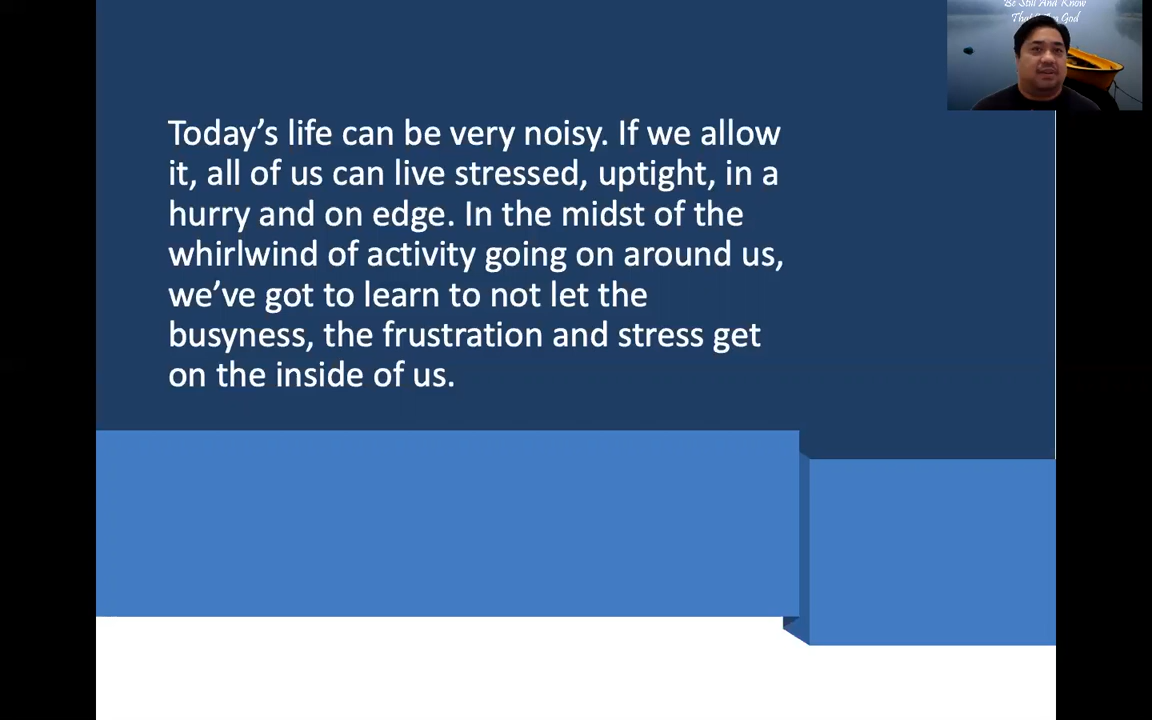 Be Still And Know
That I Am God
Today’s life can be very noisy. If we allow
it, all of us can live stressed, uptight, in a
hurry and on edge. In the midst of the
whirlwind of activity going on around us,
we’ve got to learn to not let the
busyness, the frustration and stress get
on the inside of us.